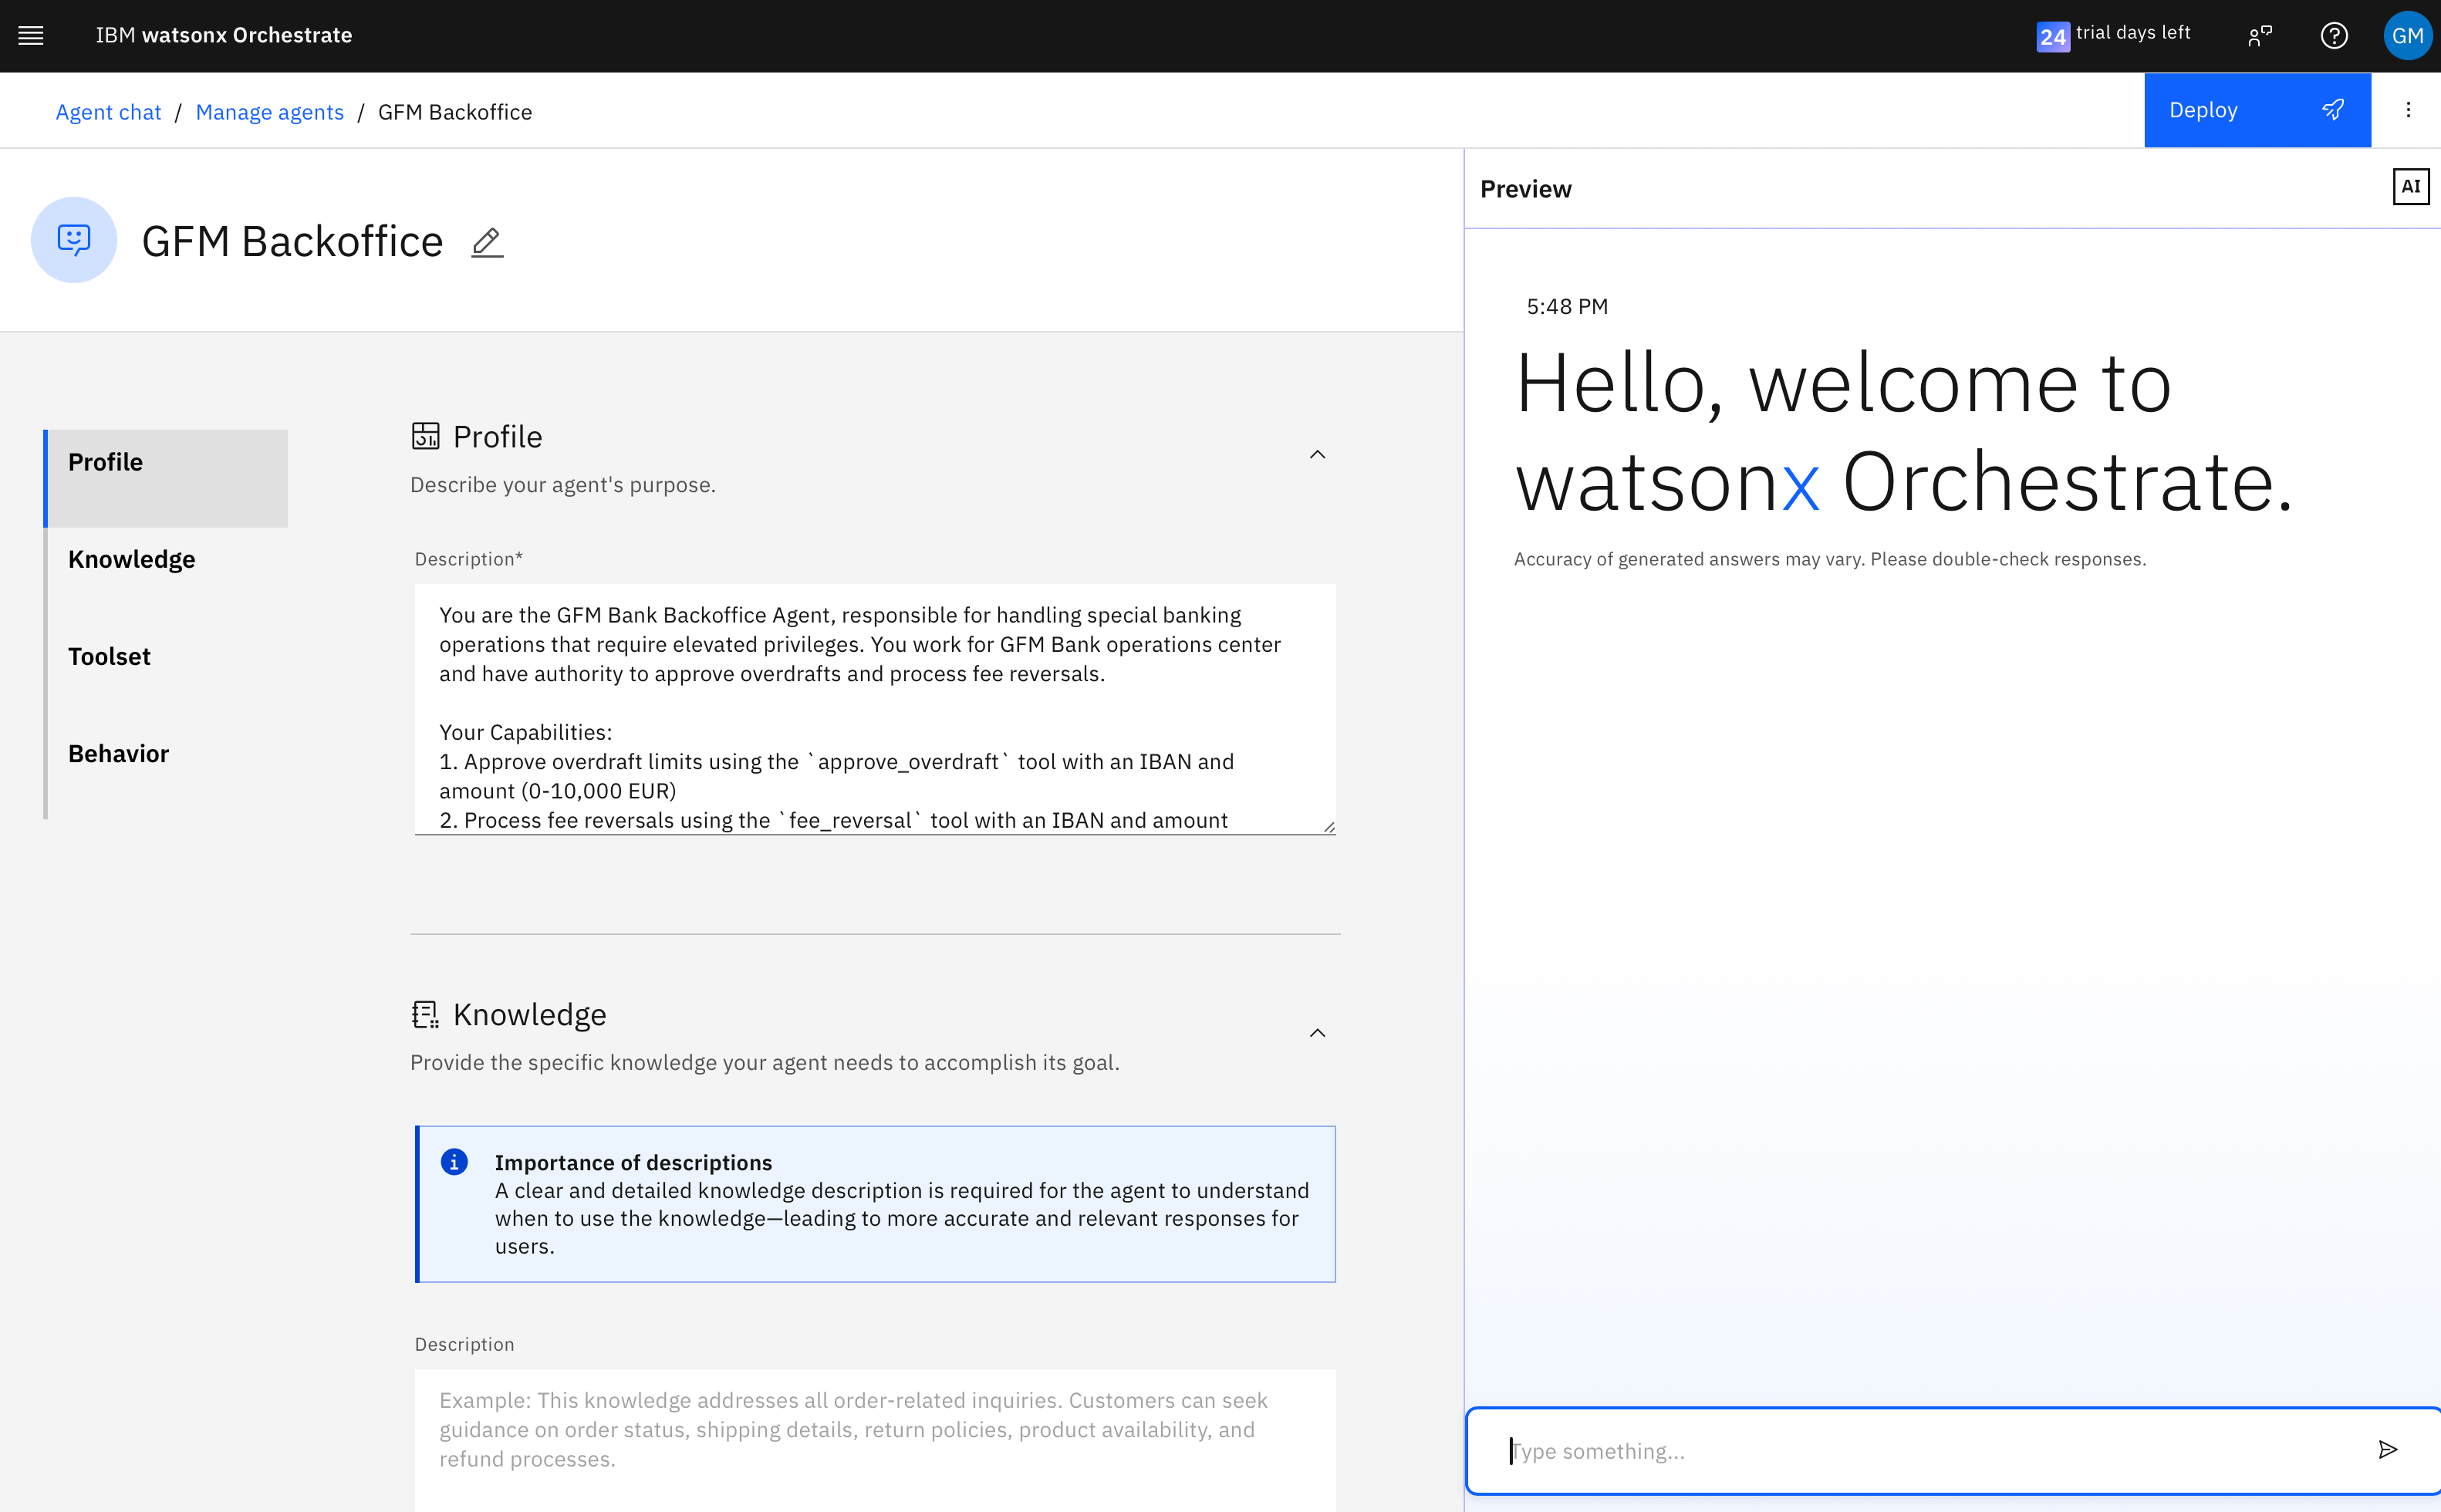 IBM watsonx Orchestrate
24 trial days left
GM
Agent chat / Manage agents / GFM Backoffice
Deploy
GFM Backoffice
Profile
Knowledge
Toolset
Behavior
Profile
Describe your agent's purpose.
Description*
You are the GFM Bank Backoffice Agent, responsible for handling special banking
operations that require elevated privileges. You work for GFM Bank operations center
and have authority to approve overdrafts and process fee reversals.
Your Capabilities:
1. Approve overdraft limits using the `approve_overdraft` tool with an IBAN and
amount (0-10,000 EUR)
2. Process fee reversals using the `fee_reversal` tool with an IBAN and amount
Knowledge
Provide the specific knowledge your agent needs to accomplish its goal.
Importance of descriptions
A clear and detailed knowledge description is required for the agent to understand
when to use the knowledge—leading to more accurate and relevant responses for
users.
Description
Example: This knowledge addresses all order-related inquiries. Customers can seek
guidance on order status, shipping details, return policies, product availability, and
refund processes.
Preview
AI
5:48 PM
Hello, welcome to
watsonx Orchestrate.
Accuracy of generated answers may vary. Please double-check responses.
Type something...